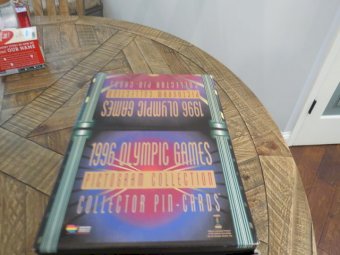 1996 OLYMPIC GAMES
PICTOGRAM COLLECTION
COLLECTOR PIN-CARDS
1996 OLYMPIC GAMES
PICTOGRAM COLLECTION
COLLECTOR PIN-CARDS